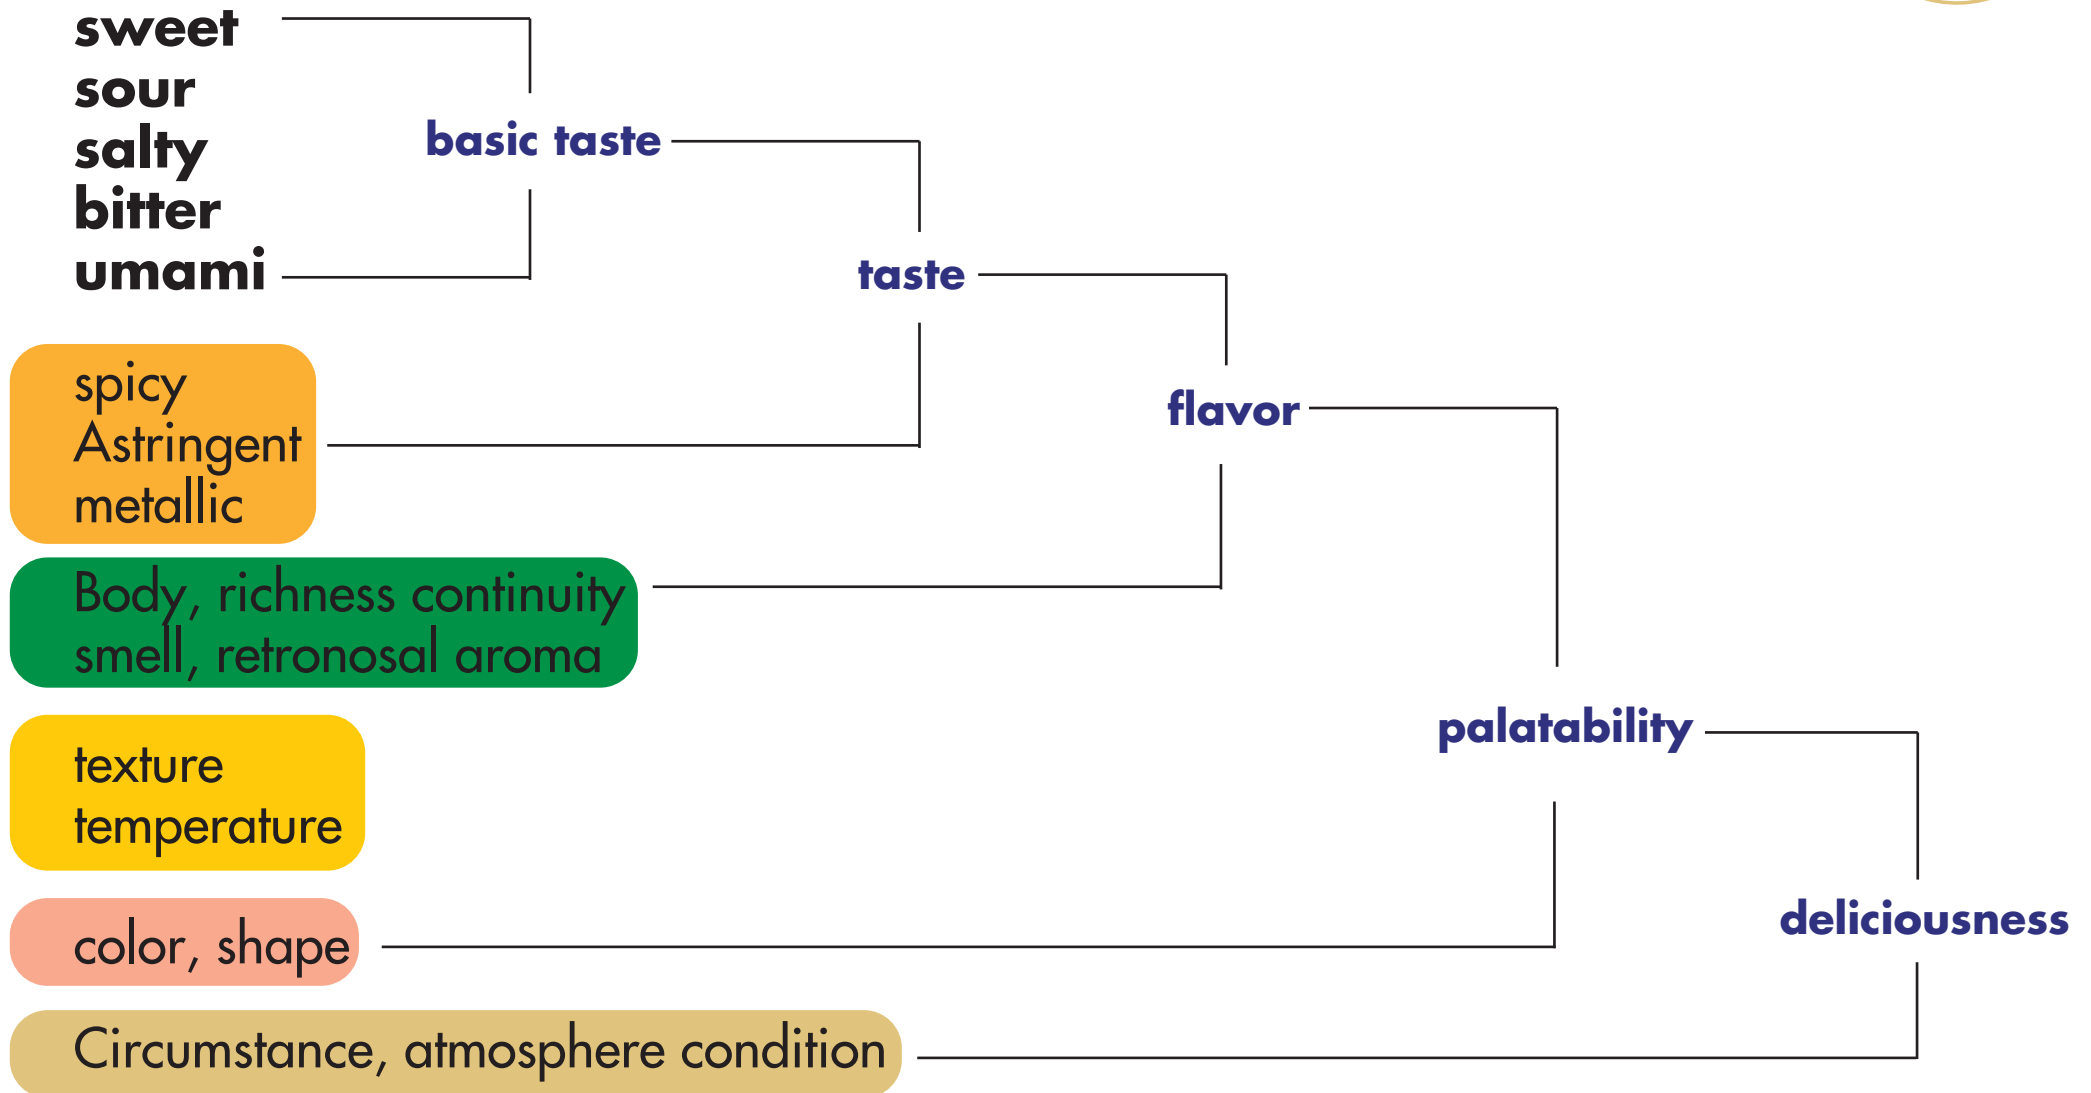 sweet
sour
salty
bitter
umami
basic taste
taste
spicy
Astringent
metallic
flavor
Body, richness continuity
smell, retronosal aroma
texture
temperature
palatability
color, shape
deliciousness
Circumstance, atmosphere condition